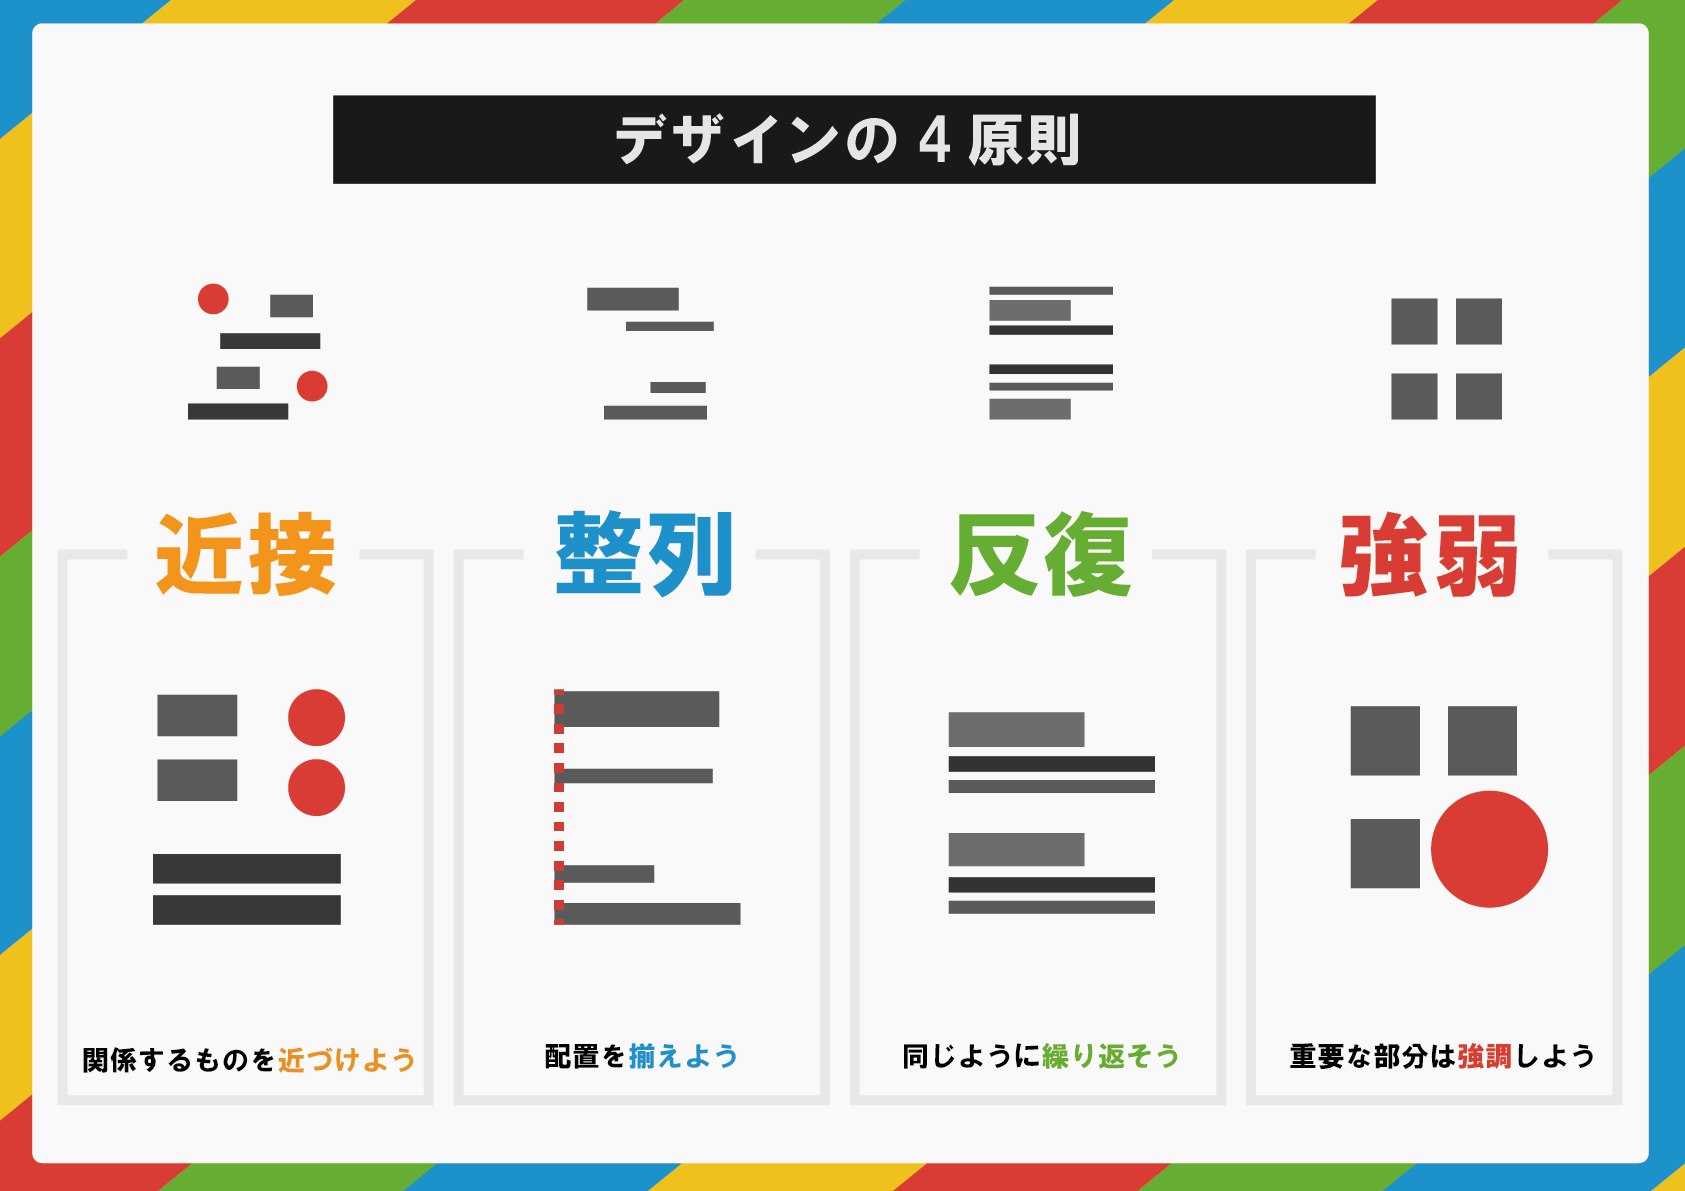 デザインの4原則
近接
整列
反復
強弱
関係するものを近づけよう
配置を揃えよう
同じように繰り返そう
重要な部分は強調しよう